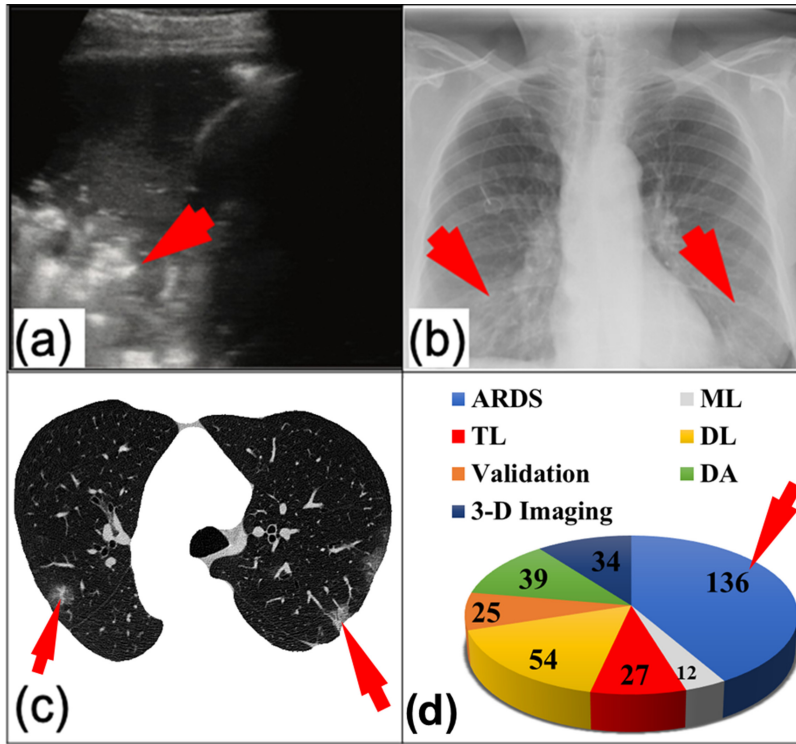 (a)
(b)
(c)
ARDS ML
TL DL
Validation DA
3-D Imaging
34
136
39
25
54
27
12
(d)